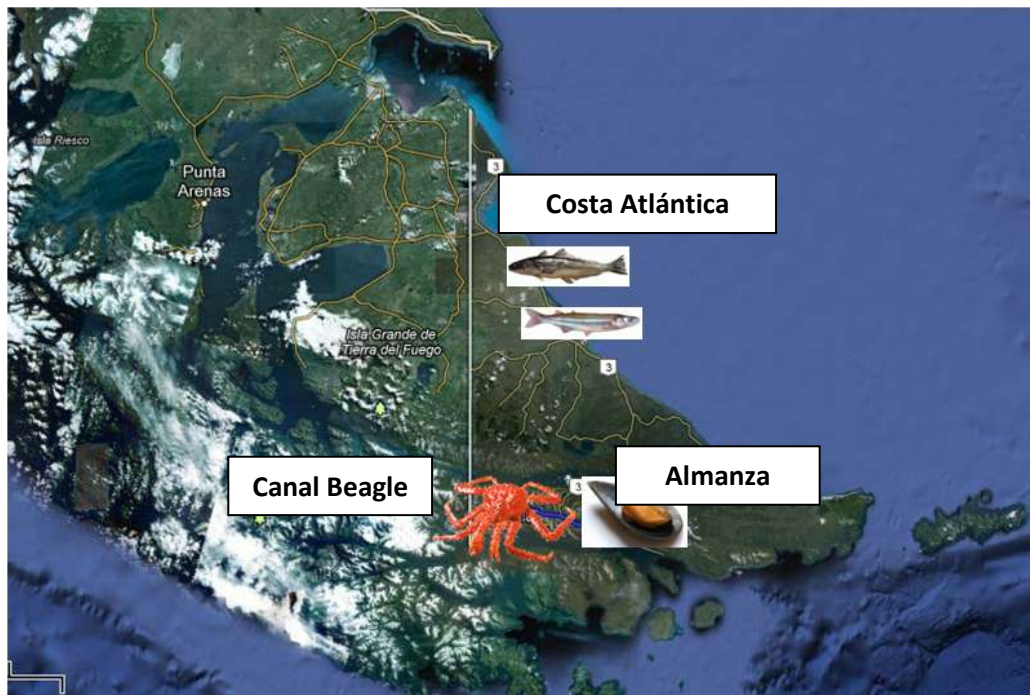 Isla Riesco
Punta
Arenas
3
Costa Atlántica
Isla Grande de
Tierra del Fuego
3
Canal Beagle
3
Almanza